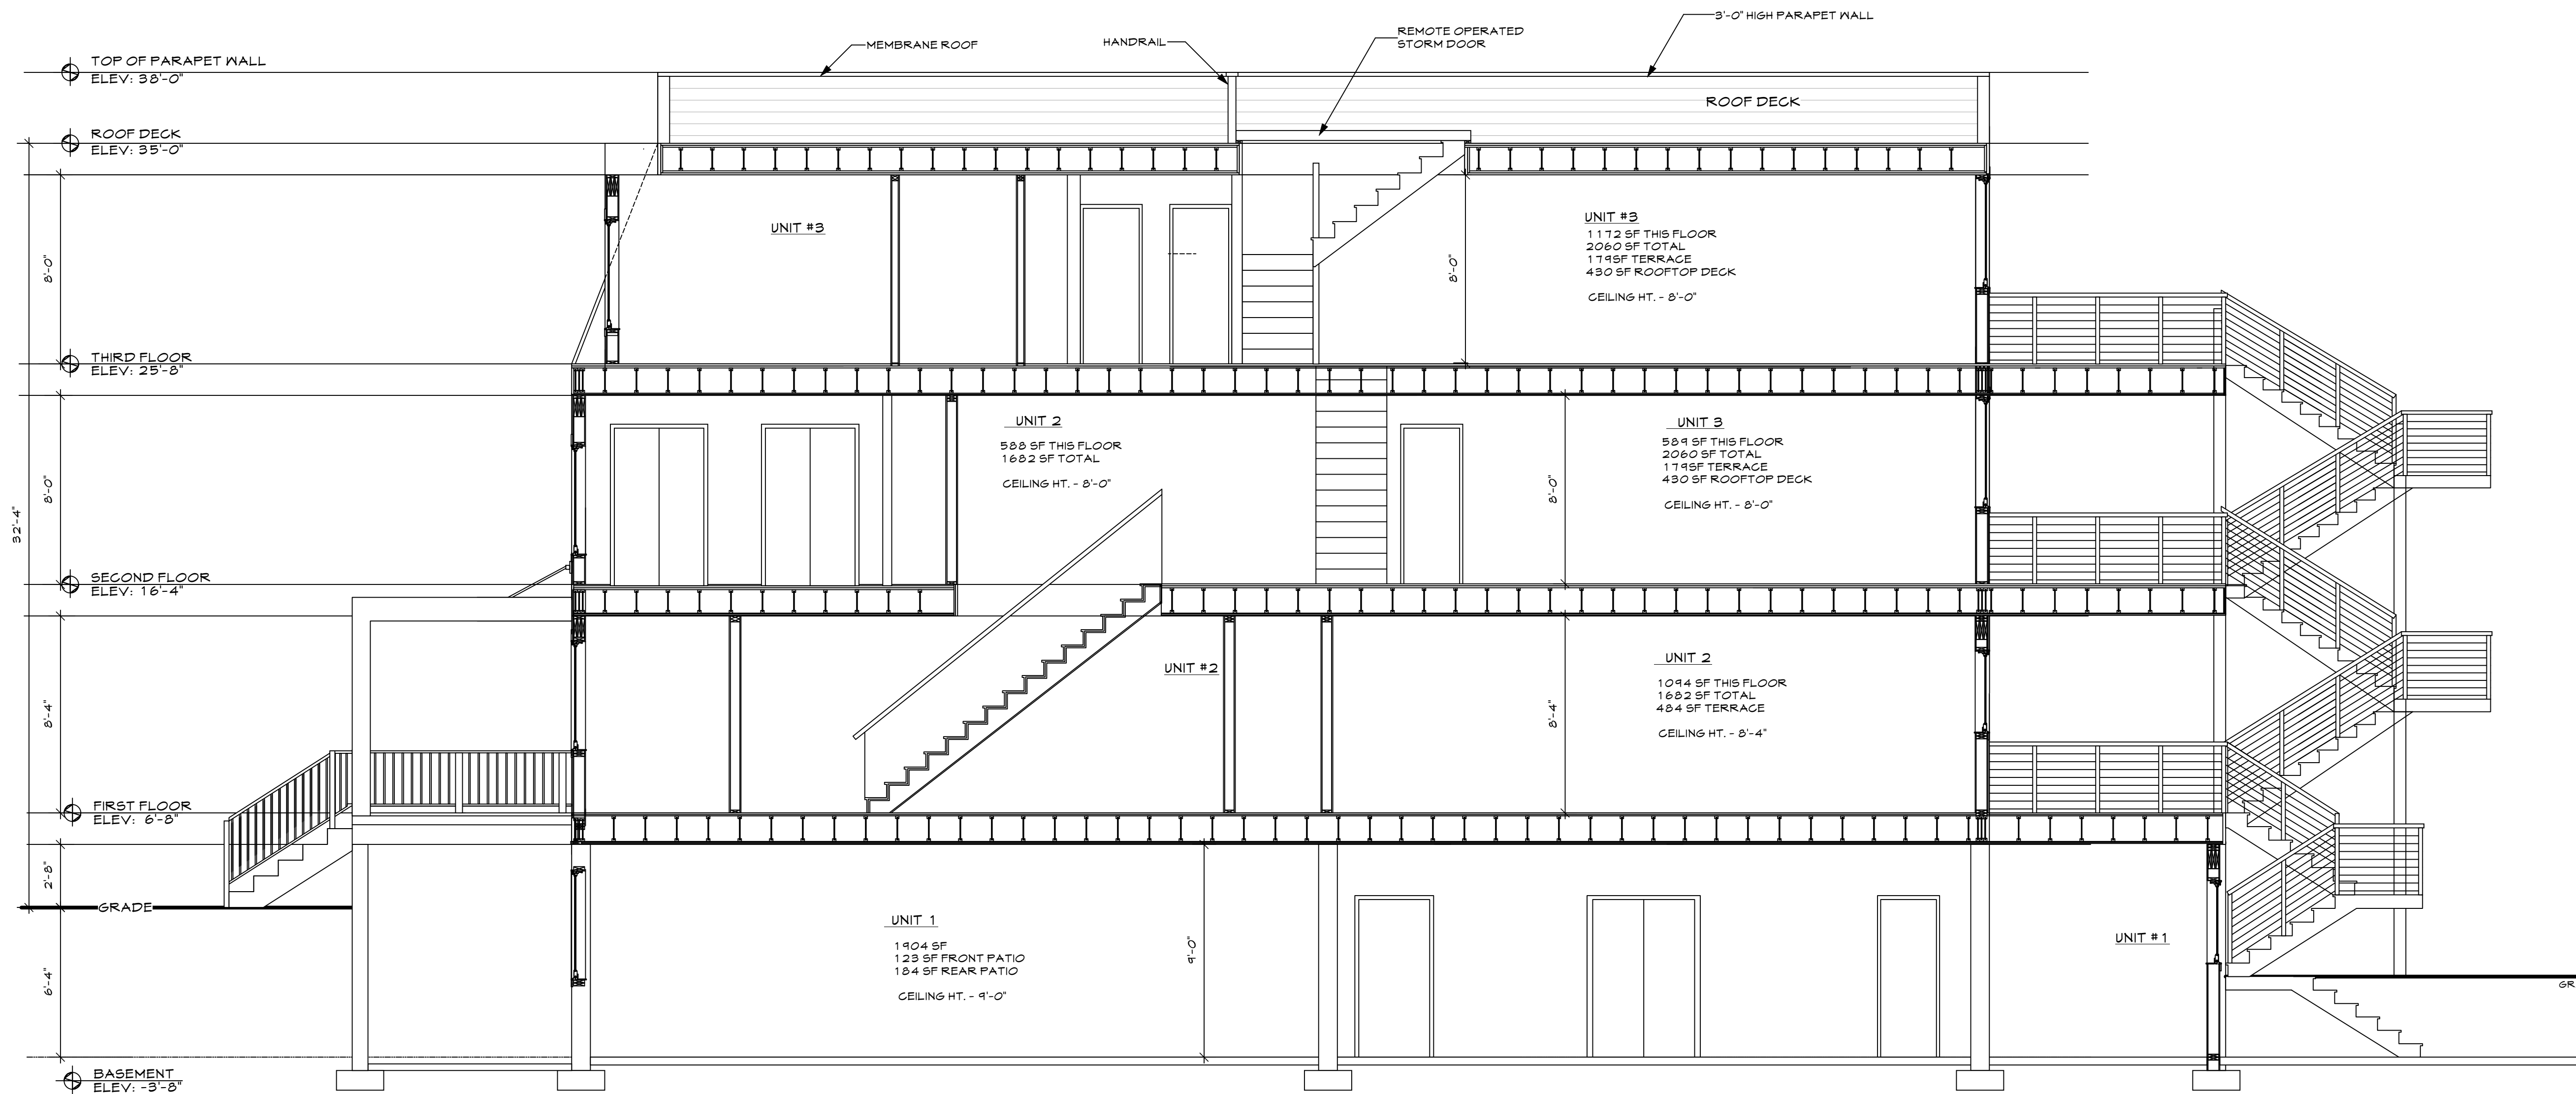 3'-0" HIGH PARAPET WALL
REMOTE OPERATED
STORM DOOR
HANDRAIL
MEMBRANE ROOF
TOP OF PARAPET WALL
ELEV: 38'-0"
ROOF DECK
ROOF DECK
ELEV: 35'-0"
8'-0"
UNIT #3
8'-0"
UNIT #3
1172 SF THIS FLOOR
2060 SF TOTAL
179SF TERRACE
430 SF ROOFTOP DECK
CEILING HT. - 8'-0"
THIRD FLOOR
ELEV: 25'-8"
32'-4"
8'-0"
UNIT 2
588 SF THIS FLOOR
1682 SF TOTAL
CEILING HT. - 8'-0"
8'-0"
UNIT 3
589 SF THIS FLOOR
2060 SF TOTAL
179SF TERRACE
430 SF ROOFTOP DECK
CEILING HT. - 8'-0"
SECOND FLOOR
ELEV: 16'-4"
8'-4"
UNIT #2
8'-4"
UNIT 2
1094 SF THIS FLOOR
1682 SF TOTAL
484 SF TERRACE
CEILING HT. - 8'-4"
FIRST FLOOR
ELEV: 6'-8"
2'-8"
GRADE
6'-4"
UNIT 1
1904 SF
123 SF FRONT PATIO
184 SF REAR PATIO
CEILING HT. - 9'-0"
9'-0"
UNIT #1
GR
BASEMENT
ELEV: -3'-8"